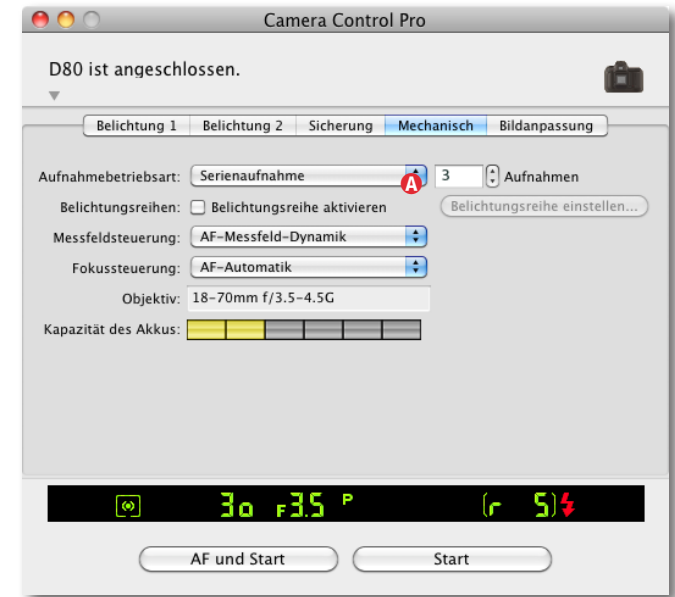 Camera Control Pro
D80 ist angeschlossen.
Belichtung 1 Belichtung 2 Sicherung Mechanisch Bildanpassung
Aufnahmebetriebsart: Serienaufnahme A 3 Aufnahmen
Belichtungsreihen: Belichtungsreihe aktivieren Belichtungsreihe einstellen...
Messfeldsteuerung: AF-Messfeld-Dynamik
Fokussteuerung: AF-Automatik
Objektiv: 18-70mm f/3.5-4.5G
Kapazität des Akkus:
30 F3.5 P (r 5)
AF und Start Start